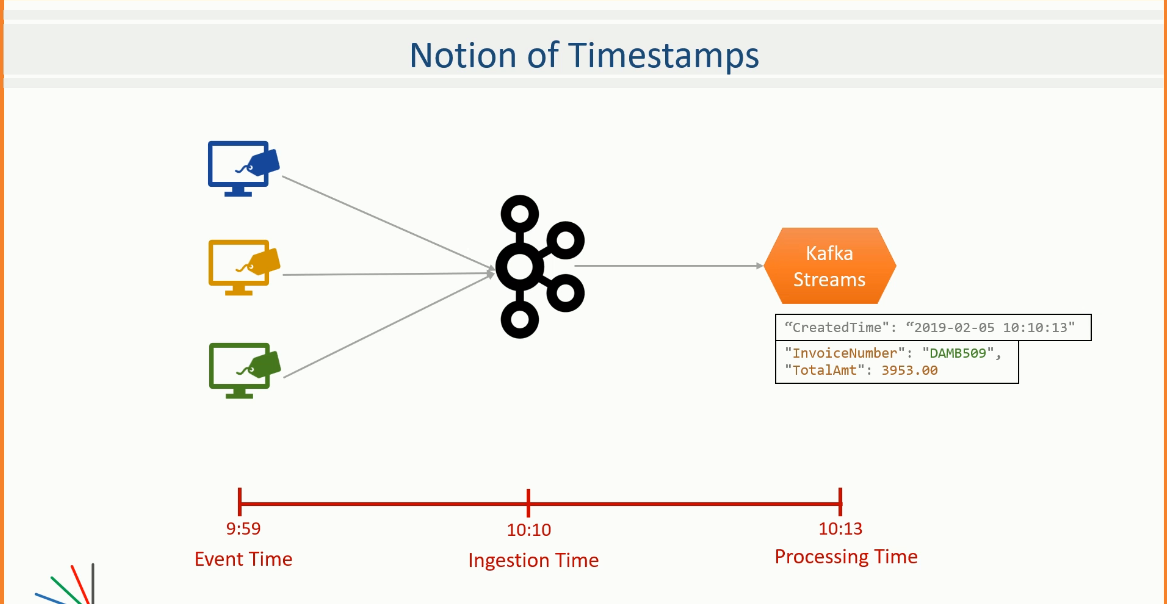 Notion of Timestamps
Kafka
Streams
“CreatedTime": “2019-02-05 10:10:13"
"InvoiceNumber": "DAMB509",
"TotalAmt": 3953.00
9:59
10:10
10:13
Event Time
Ingestion Time
Processing Time